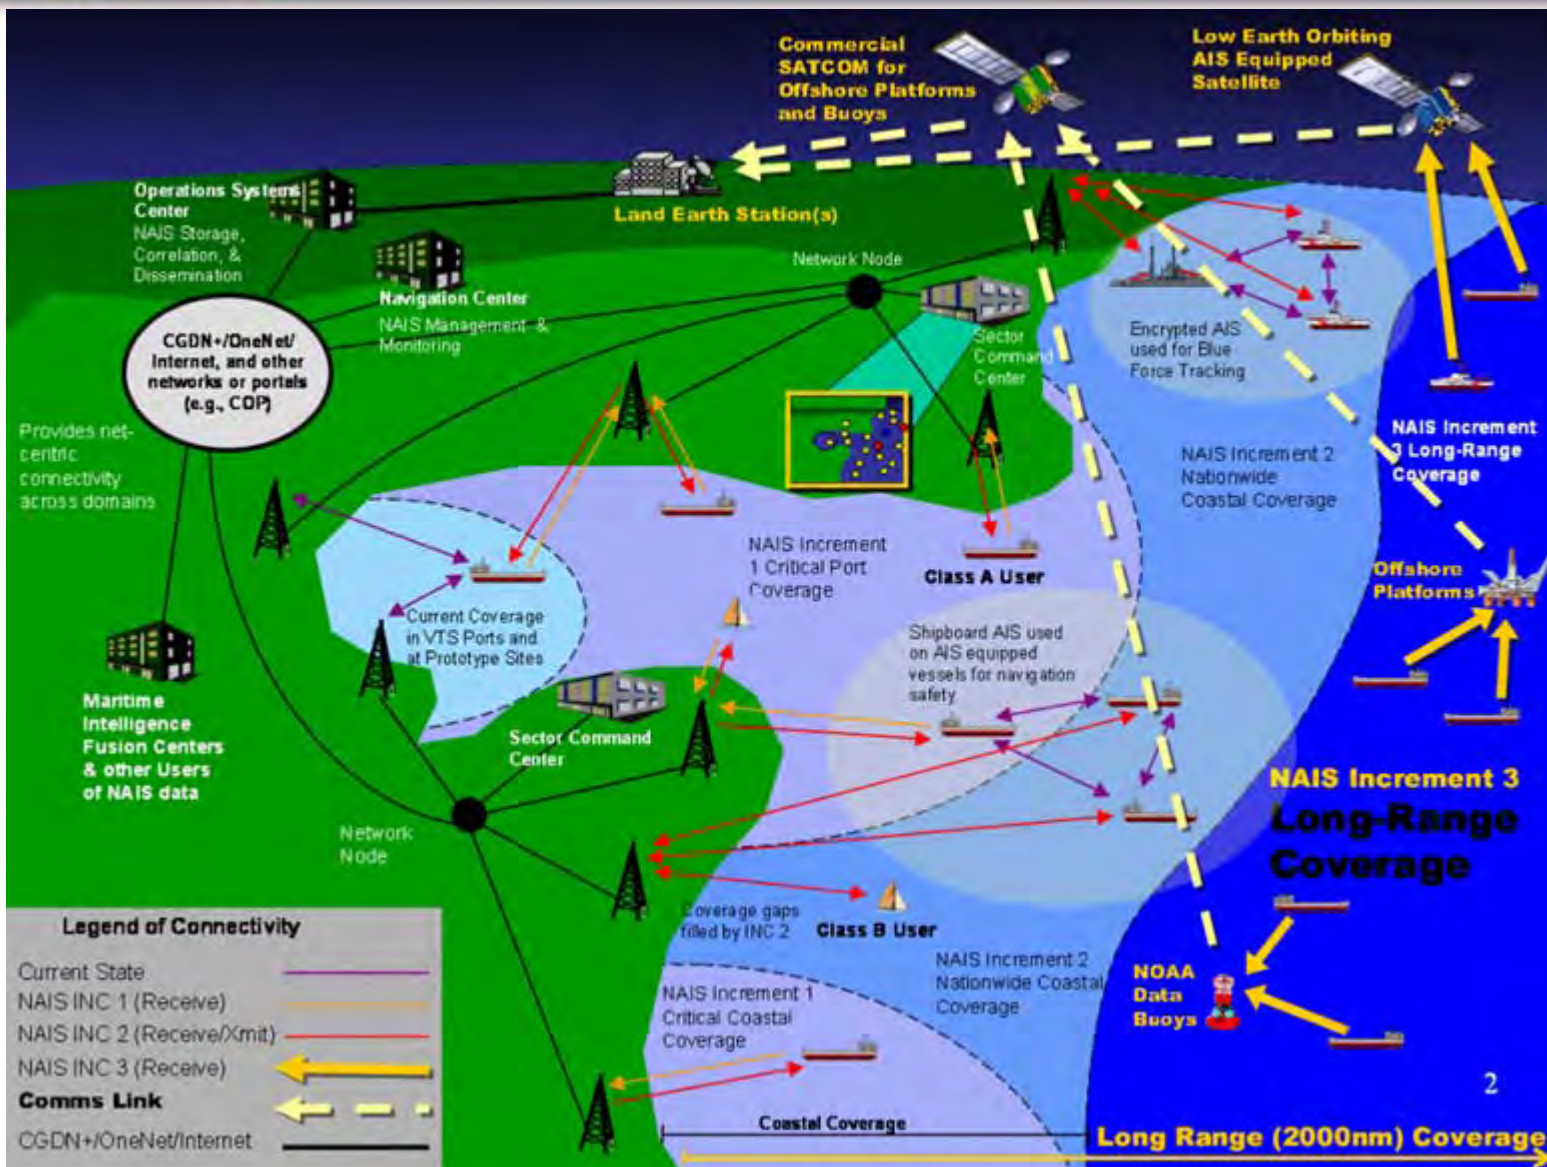 Commercial
SATCOM for
Offshore Platforms
and Buoys
Low Earth Orbiting
AIS Equipped
Satellite
Operations Systems
Center
NAIS Storage,
Correlation, &
Dissemination
Land Earth Station(s)
Navigation Center
NAIS Management &
Monitoring
Network Node
Sector
Command
Center
Encrypted AIS
used for Blue
Force Tracking
CGDN+/OneNet/
Internet, and other
networks or portals
(e.g., COP)
Provides net-
centric
connectivity
across domains
NAIS Increment 2
Nationwide
Coastal Coverage
NAIS Increment
3 Long-Range
Coverage
NAIS Increment
1 Critical Port
Coverage
Class A User
Offshore
Platforms
Current Coverage
in VTS Ports and
at Prototype Sites
Shipboard AIS used
on AIS equipped
vessels for navigation
safety
Maritime
Intelligence
Fusion Centers
& other Users
of NAIS data
Sector Command
Center
NAIS Increment 3
Long-Range
Coverage
Network
Node
Coverage gaps
filled by INC 2
Class B User
NAIS Increment 2
Nationwide Coastal
Coverage
NOAA
Data
Buoys
NAIS Increment 1
Critical Coastal
Coverage
Legend of Connectivity
Current State
NAIS INC 1 (Receive)
NAIS INC 2 (Receive/Xmit)
NAIS INC 3 (Receive)
Comms Link
CGDN+/OneNet/Internet
2
Coastal Coverage
Long Range (2000nm) Coverage